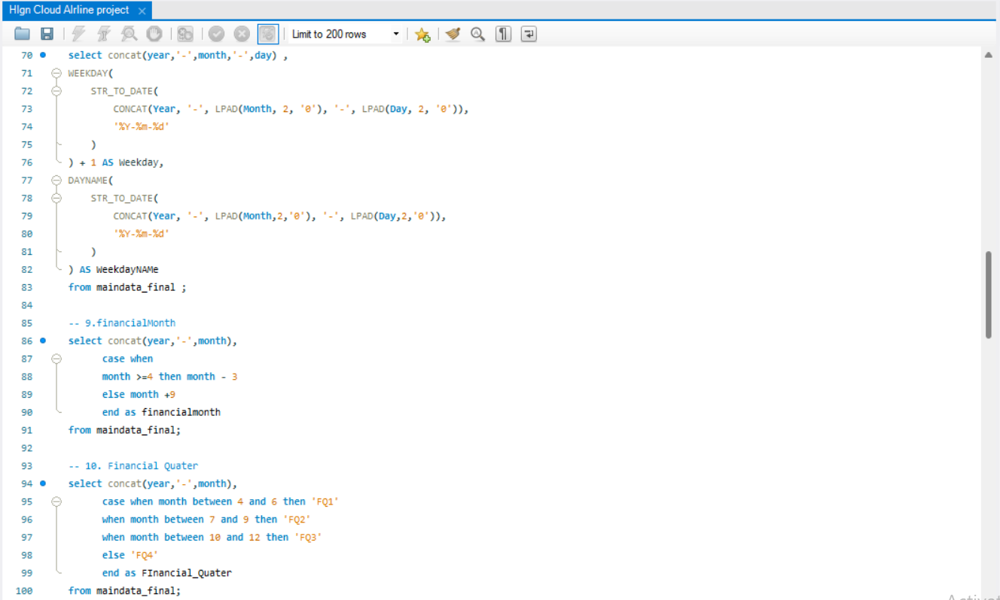 HIgn Cloud AIrline project ×
Limit to 200 rows
70 select concat(year,'-',month,'-',day) ,
71 WEEKDAY(
72 STR_TO_DATE(
73 CONCAT(Year, '-', LPAD(Month, 2, '0'), '-', LPAD(Day, 2, '0')),
74 '%Y-%m-%d'
75 )
76 ) + 1 AS Weekday,
77 DAYNAME(
78 STR_TO_DATE(
79 CONCAT(Year, '-', LPAD(Month,2,'0'), '-', LPAD(Day,2,'0')),
80 '%Y-%m-%d'
81 )
82 ) AS WeekdayNAMe
83 from maindata_final ;
84
85 -- 9.financialMonth
86 select concat(year,'-',month),
87 case when
88 month >=4 then month - 3
89 else month +9
90 end as financialmonth
91 from maindata_final;
92
93 -- 10. Financial Quater
94 select concat(year,'-',month),
95 case when month between 4 and 6 then 'FQ1'
96 when month between 7 and 9 then 'FQ2'
97 when month between 10 and 12 then 'FQ3'
98 else 'FQ4'
99 end as FInancial_Quater
100 from maindata_final;